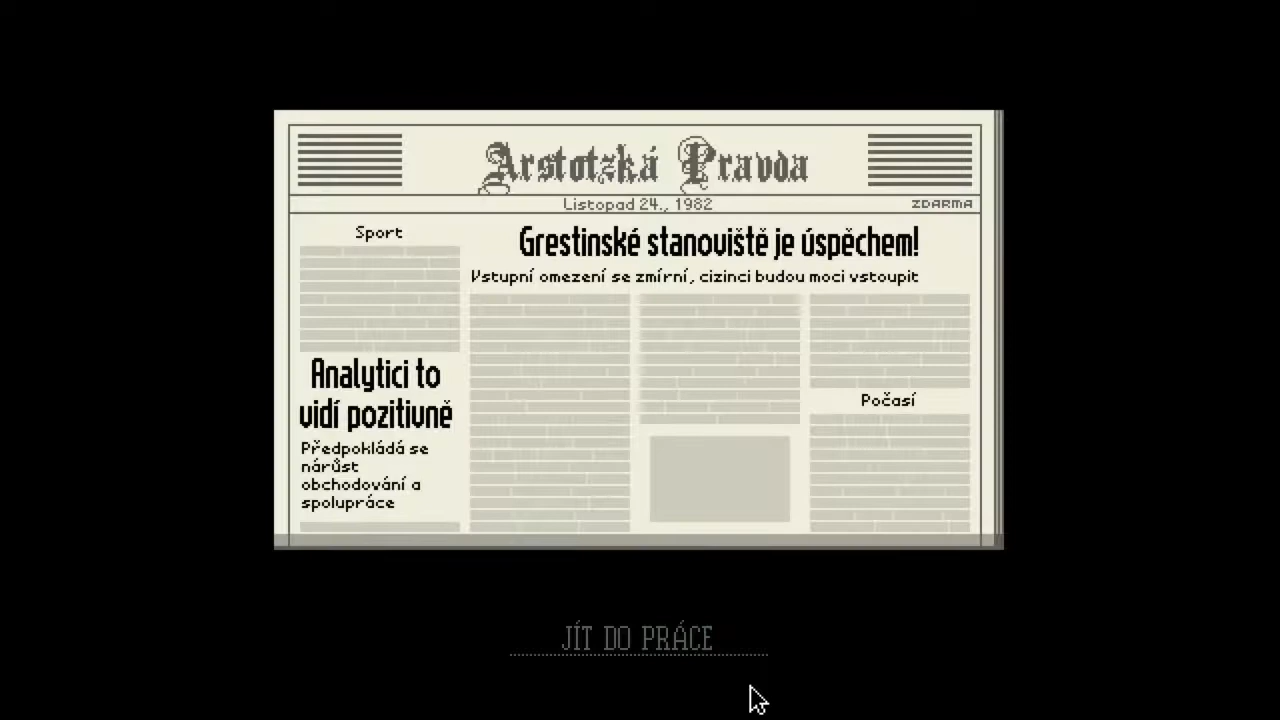 Arstotzká Pravda
Listopad 24., 1982
ZDARMA
Sport
Analytici to
vidí pozitivně
Předpokládá se
nárůst
obchodování a
spolupráce
Grestinské stanoviště je úspěchem!
Vstupní omezení se zmírní, cizinci budou moci vstoupit
Počasí
JÍT DO PRÁCE